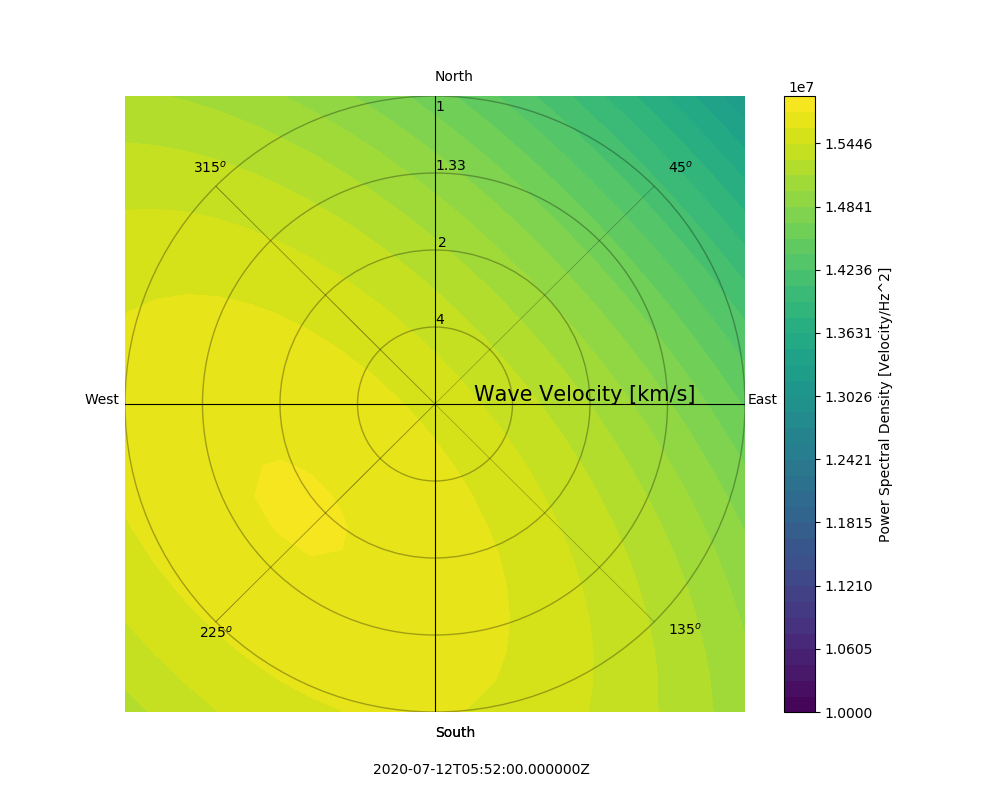 North
1e7
1
1.33
315°
45°
2
4
Wave Velocity [km/s]
West
East
225°
135°
South
2020-07-12T05:52:00.000000Z
1.5446
1.4841
1.4236
1.3631
1.3026
1.2421
1.1815
1.1210
1.0605
1.0000
Power Spectral Density [Velocity/Hz^2]